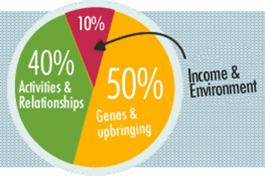 10%
40%
Activities &
Relationships
50%
Genes &
upbringing
Income &
Environment